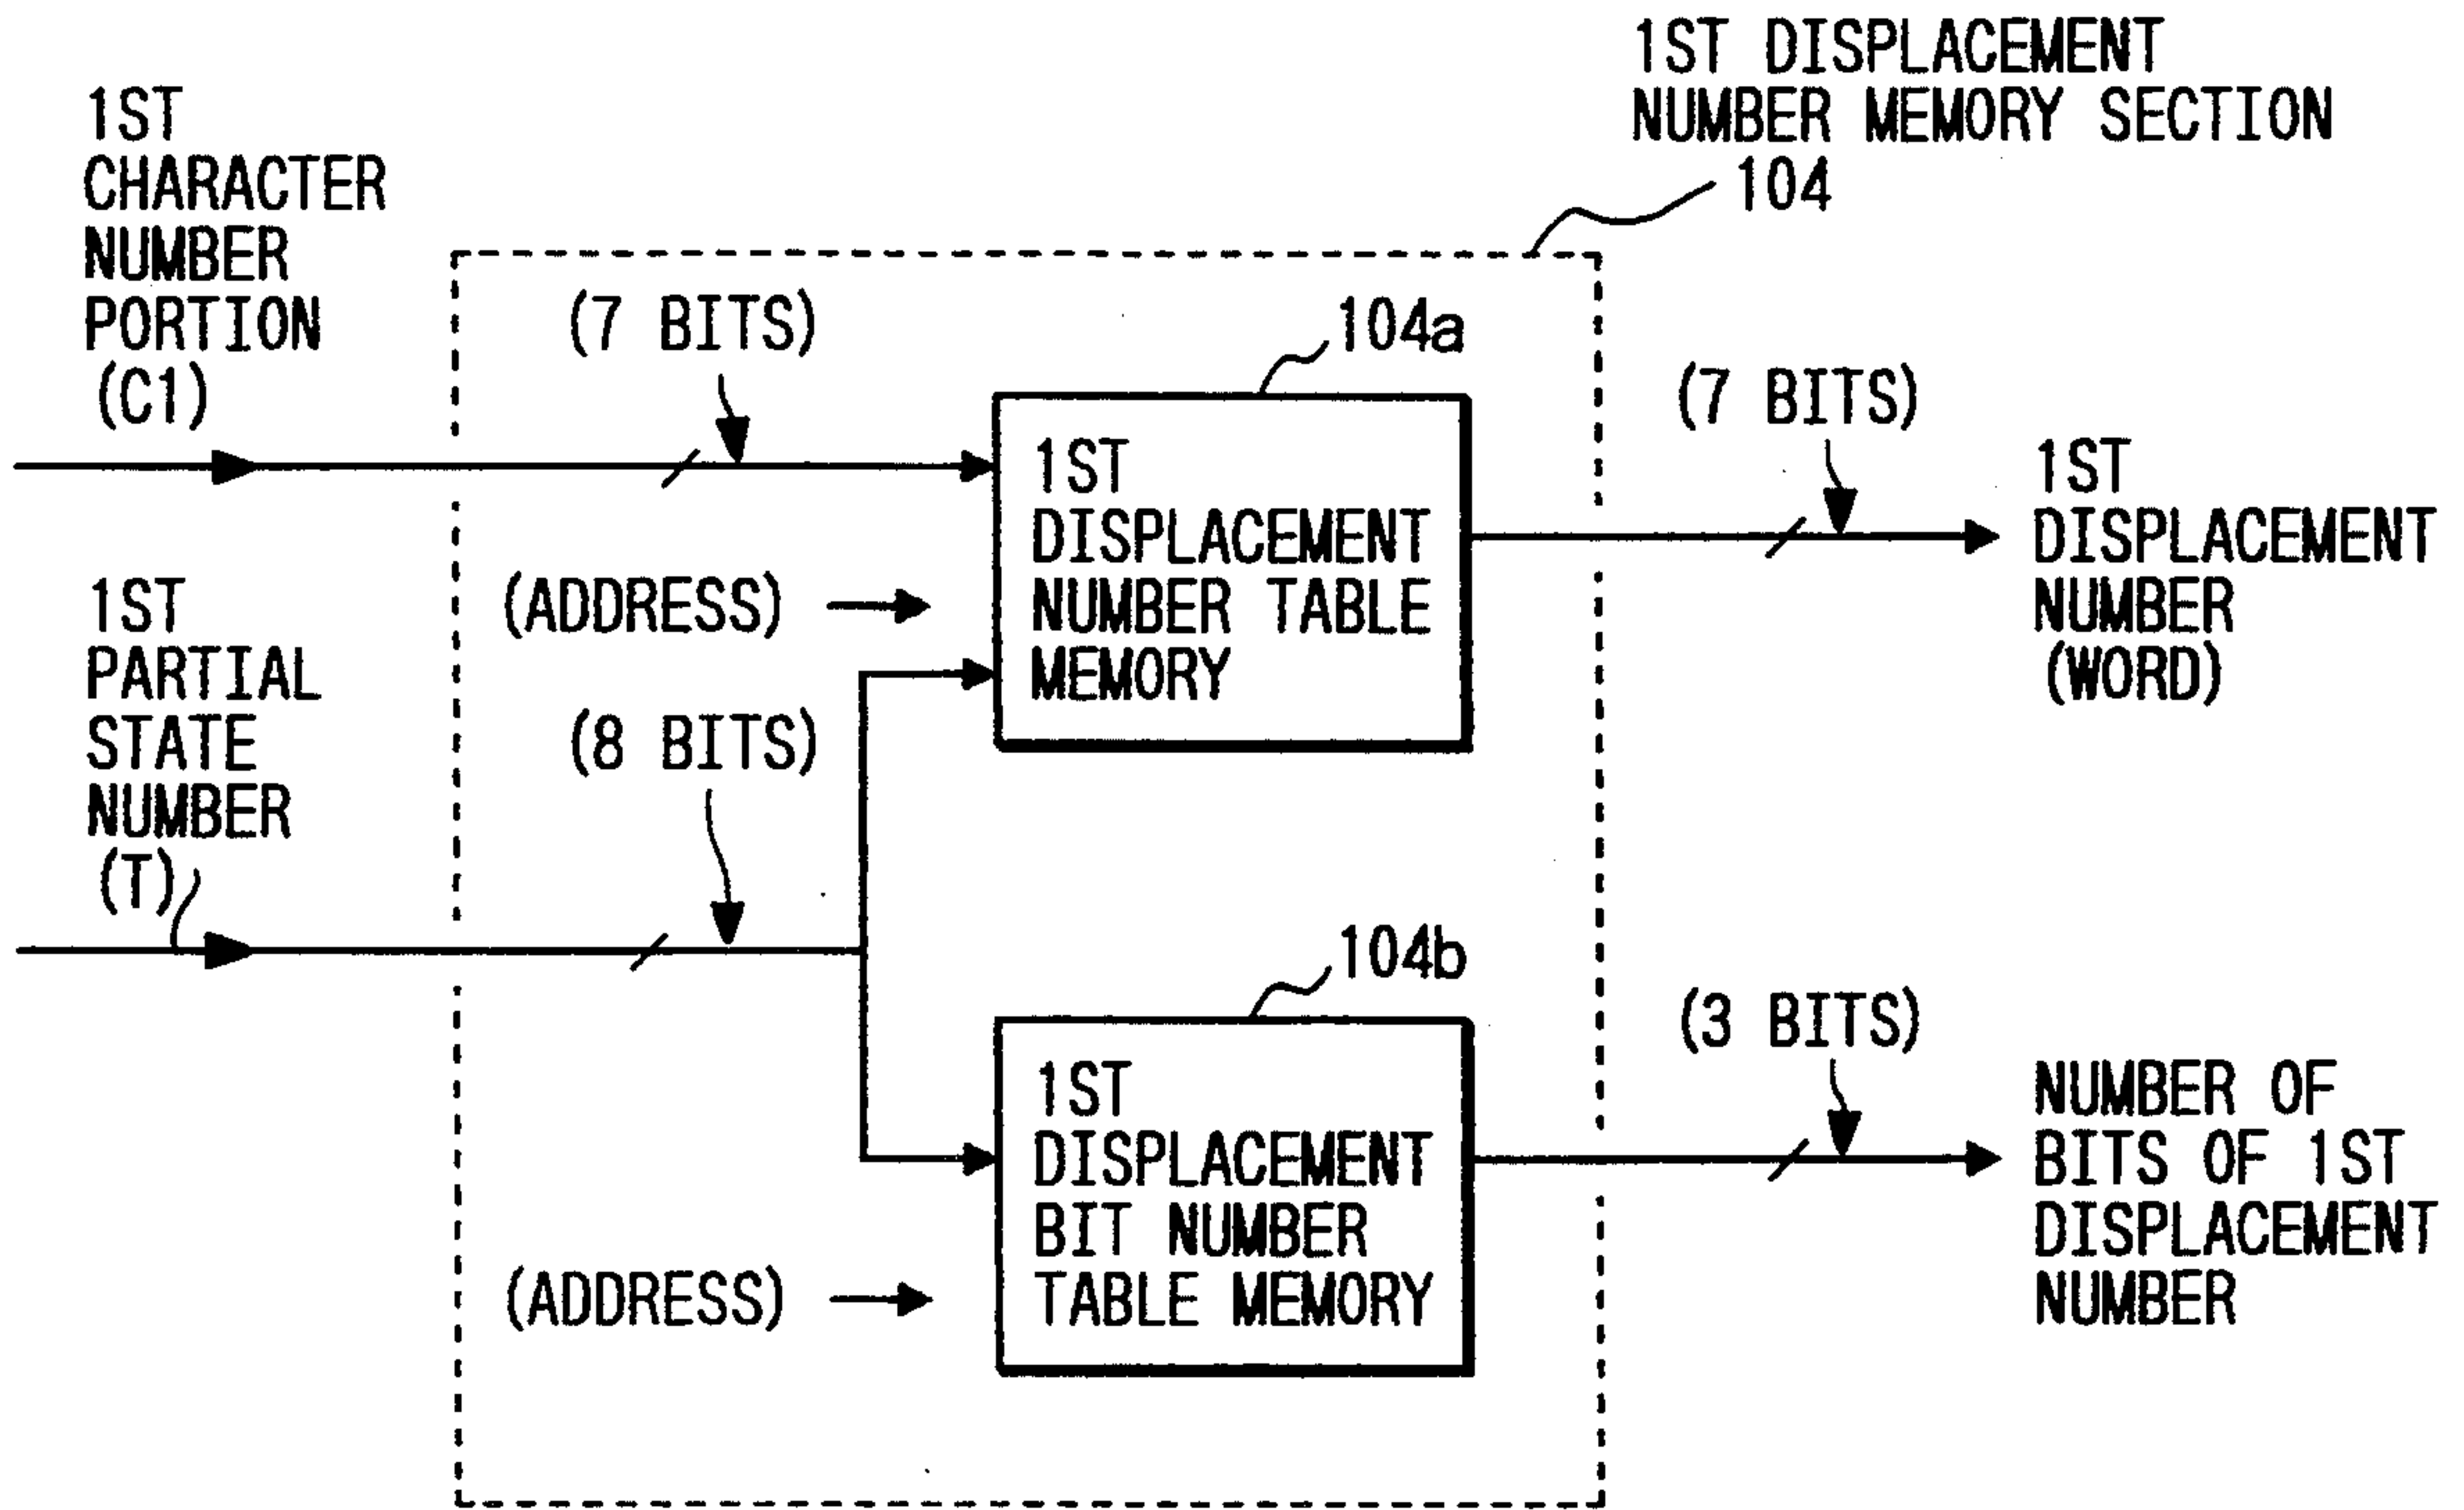 1ST DISPLACEMENT
NUMBER MEMORY SECTION
104
1ST
CHARACTER
NUMBER
PORTION
(C1)
(7 BITS)
104a
1ST
DISPLACEMENT
NUMBER TABLE
MEMORY
(7 BITS)
1ST
DISPLACEMENT
NUMBER
(WORD)
(ADDRESS)
1ST
PARTIAL
STATE
NUMBER
(T)
(8 BITS)
104b
1ST
DISPLACEMENT
BIT NUMBER
TABLE MEMORY
(3 BITS)
NUMBER OF
BITS OF 1ST
DISPLACEMENT
NUMBER
(ADDRESS)